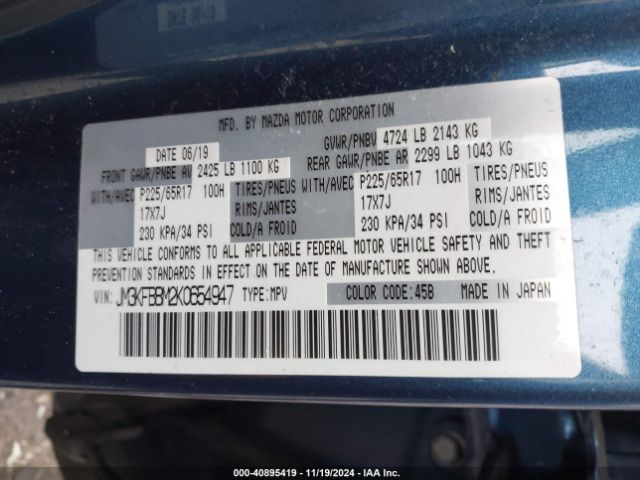 MFD. BY MAZDA MOTOR CORPORATION
DATE 06/19 GVWR/PNBV 4724 LB 2143 KG
FRONT GAWR/PNBE AV 2425 LB 1100 KG REAR GAWR/PNBE AR 2299 LB 1043 KG
WITH/AVEC P225/65R17 100H TIRES/PNEUS WITH/AVEC P225/65R17 100H TIRES/PNEUS
17X7J RIMS/JANTES 17X7J RIMS/JANTES
230 KPA/34 PSI COLD/A FROID 230 KPA/34 PSI COLD/A FROID
THIS VEHICLE CONFORMS TO ALL APPLICABLE FEDERAL MOTOR VEHICLE SAFETY AND THEFT
PREVENTION STANDARDS IN EFFECT ON THE DATE OF MANUFACTURE SHOWN ABOVE.
VIN: JM3KFBBM2K0654947 TYPE:MPV COLOR CODE:45B MADE IN JAPAN
000-40895419 - 11/19/2024 - IAA Inc.